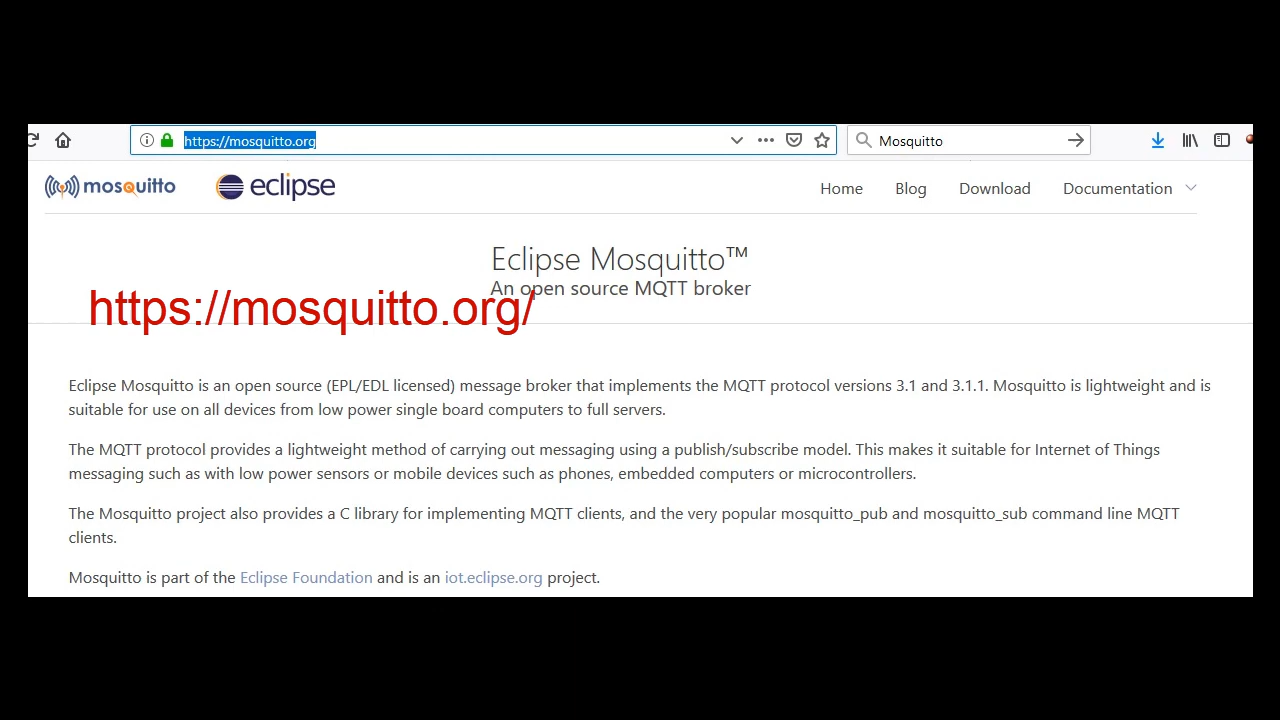 https://mosquitto.org
Mosquitto
mosquitto
eclipse
Home
Blog
Download
Documentation
Eclipse Mosquitto™
An open source MQTT broker
https://mosquitto.org/
Eclipse Mosquitto is an open source (EPL/EDL licensed) message broker that implements the MQTT protocol versions 3.1 and 3.1.1. Mosquitto is lightweight and is
suitable for use on all devices from low power single board computers to full servers.
The MQTT protocol provides a lightweight method of carrying out messaging using a publish/subscribe model. This makes it suitable for Internet of Things
messaging such as with low power sensors or mobile devices such as phones, embedded computers or microcontrollers.
The Mosquitto project also provides a C library for implementing MQTT clients, and the very popular mosquitto_pub and mosquitto_sub command line MQTT
clients.
Mosquitto is part of the Eclipse Foundation and is an iot.eclipse.org project.